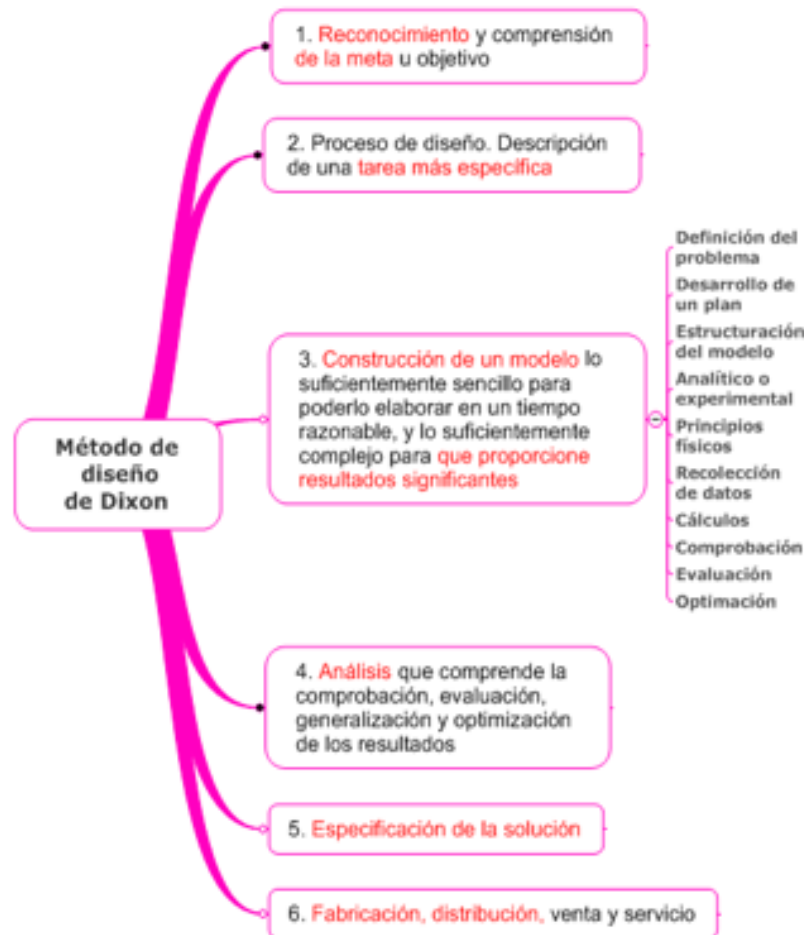 1. Reconocimiento y comprensión
de la meta u objetivo
2. Proceso de diseño. Descripción
de una tarea más específica
Método de
diseño
de Dixon
3. Construcción de un modelo lo
suficientemente sencillo para
poderlo elaborar en un tiempo
razonable, y lo suficientemente
complejo para que proporcione
resultados significantes
Definición del
problema
Desarrollo de
un plan
Estructuración
del modelo
Analítico o
experimental
Principios
físicos
Recolección
de datos
Cálculos
Comprobación
Evaluación
Optimación
4. Análisis que comprende la
comprobación, evaluación,
generalización y optimización
de los resultados
5. Especificación de la solución
6. Fabricación, distribución, venta y servicio